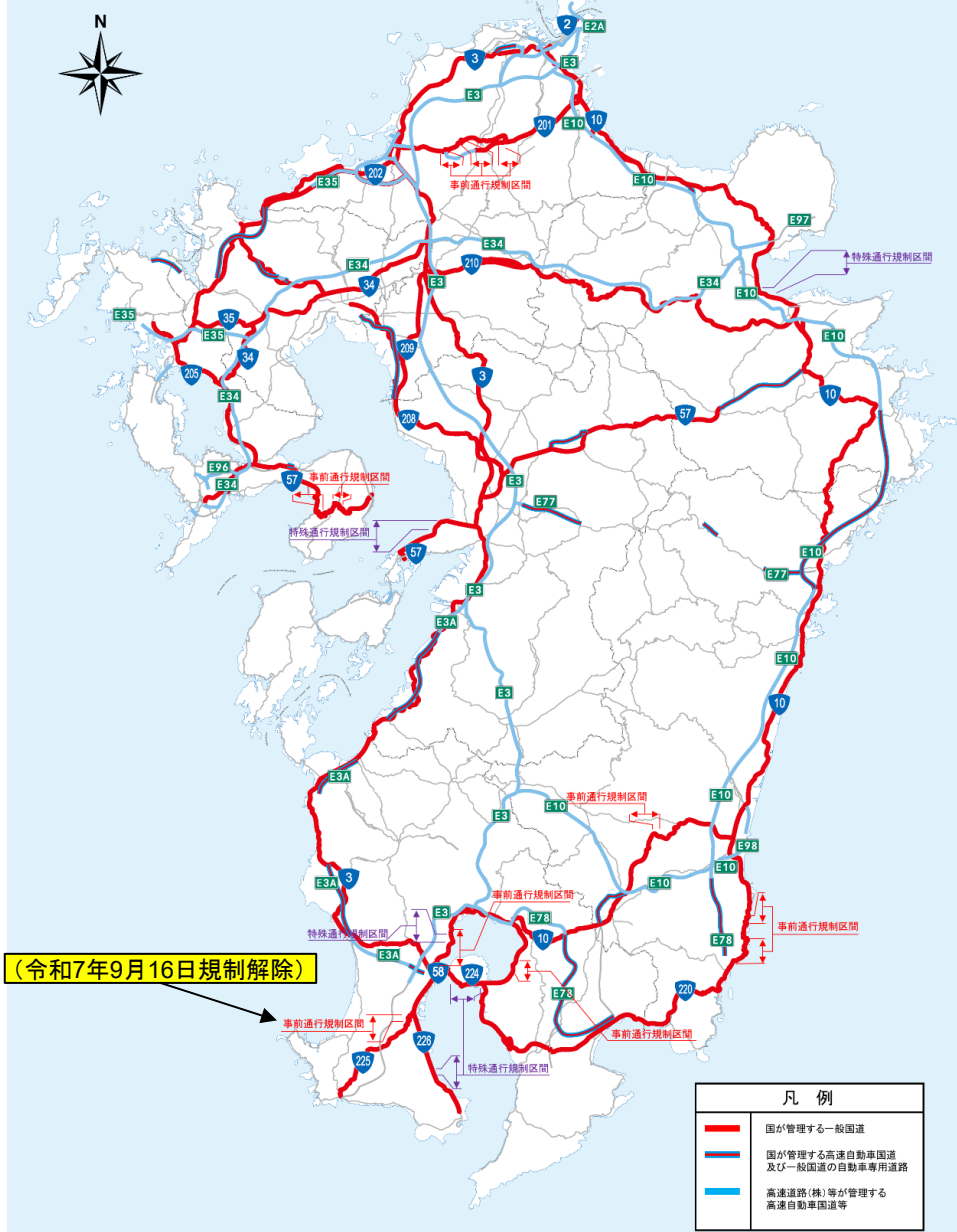 N
2
E2A
3
E3
E3
10
E10
201
事前通行規制区間
E35
202
E10
E97
E34
210
E34
E3
34
E34
E10
特殊通行規制区間
E35
35
E35
34
205
E34
209
3
208
E10
10
57
E96
E34
57
事前通行規制区間
E3
E77
特殊通行規制区間
57
E10
E77
E3
E3A
E10
E3
10
E3A
E10
E3
E10
事前通行規制区間
E98
E10
E3A
3
E10
事前通行規制区間
E3
E78
特殊通行規制区間
10
事前通行規制区間
E78
E3A
58
224
(令和7年9月16日規制解除)
E78
220
事前通行規制区間
226
事前通行規制区間
225
特殊通行規制区間
凡 例
国が管理する一般国道
国が管理する高速自動車国道
及び一般国道の自動車専用道路
高速道路(株)等が管理する
高速自動車国道等